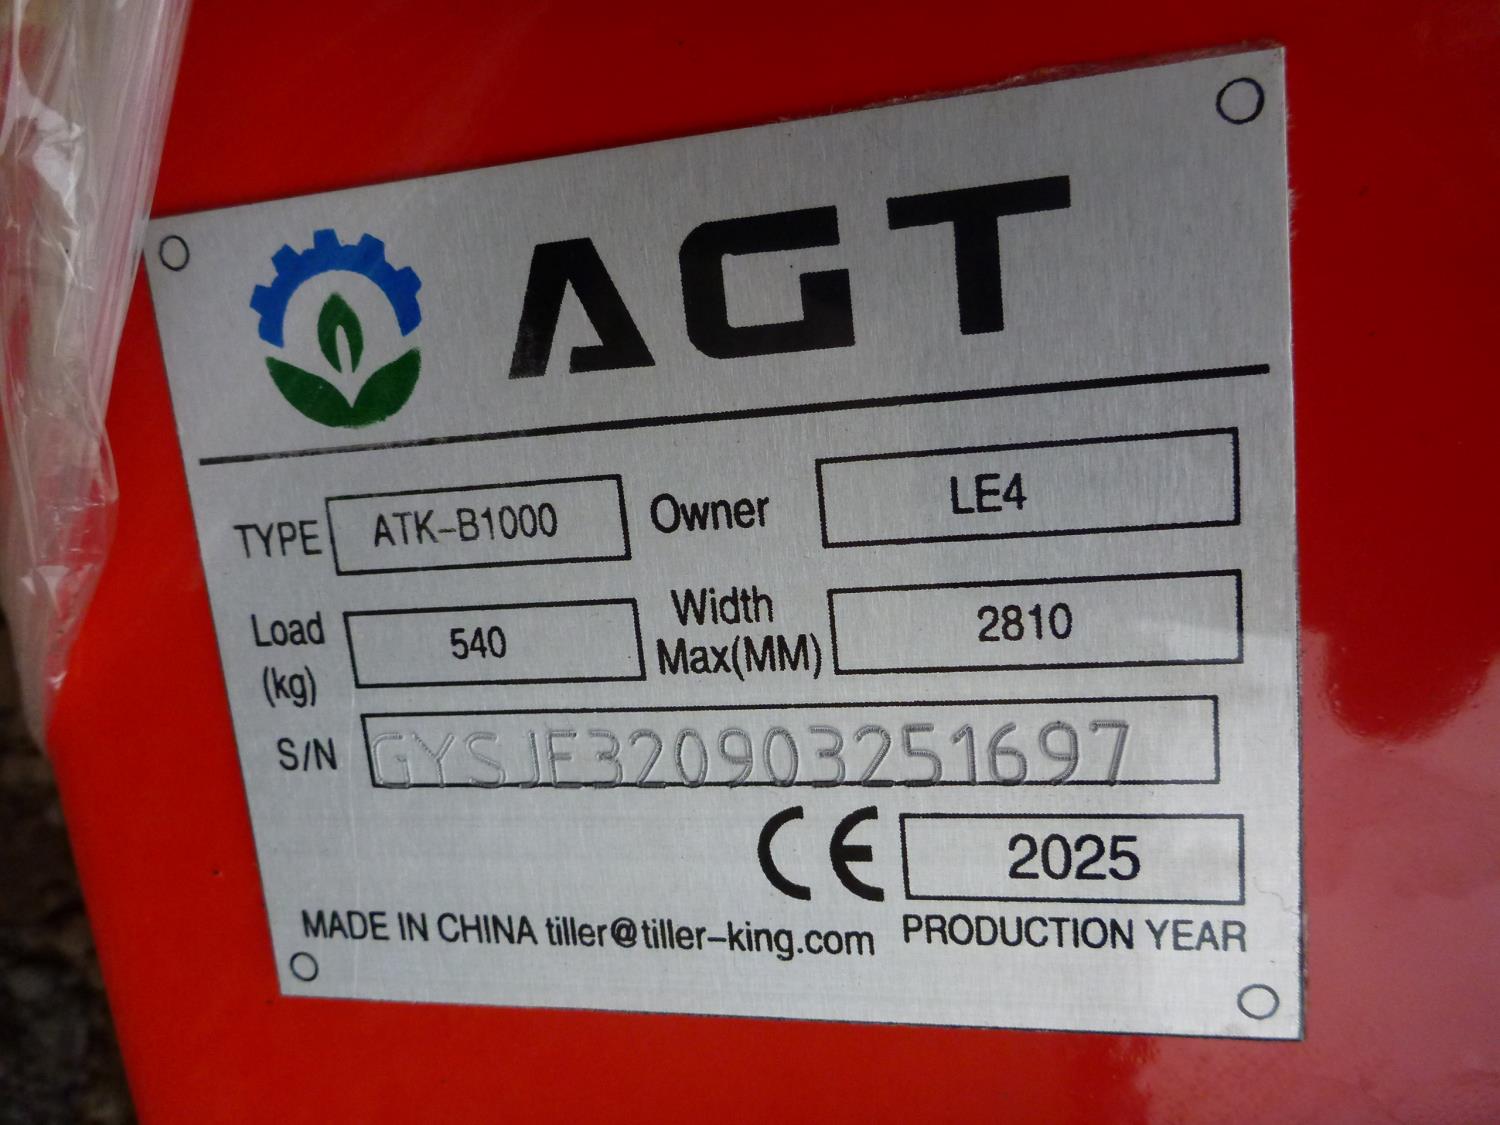 AGT
TYPE ATK-B1000 Owner LE4
Load (kg) 540 Width Max(MM) 2810
S/N GYSJE320903251697
CE 2025
MADE IN CHINA tiller@tiller-king.com PRODUCTION YEAR